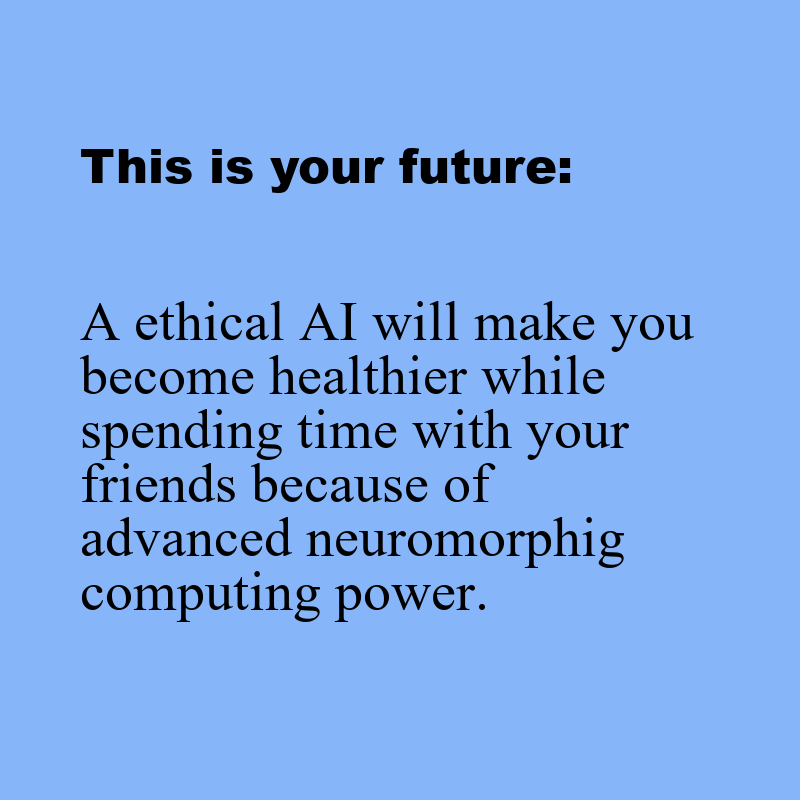 This is your future:
A ethical AI will make you
become healthier while
spending time with your
friends because of
advanced neuromorphig
computing power.